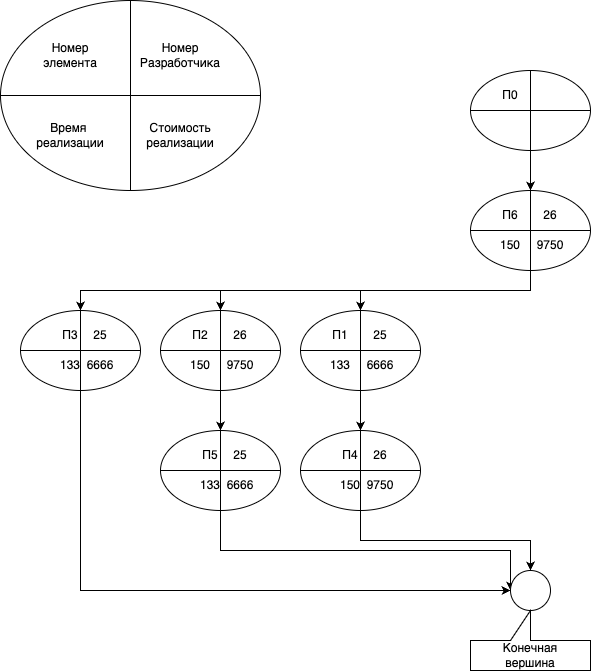 Номер
элемента
Номер
Разработчика
Время
реализации
Стоимость
реализации
П0
П6 26
150 9750
П3 25
133 6666
П2 26
150 9750
П1 25
133 6666
П5 25
133 6666
П4 26
150 9750
Конечная
вершина